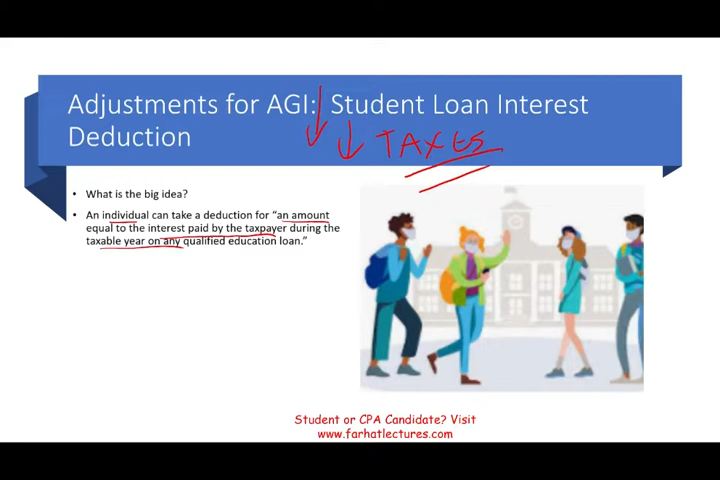 Adjustments for AGI: Student Loan Interest
Deduction
TAXES
• What is the big idea?
• An individual can take a deduction for “an amount
equal to the interest paid by the taxpayer during the
taxable year on any qualified education loan.”
Student or CPA Candidate? Visit
www.farhatlectures.com